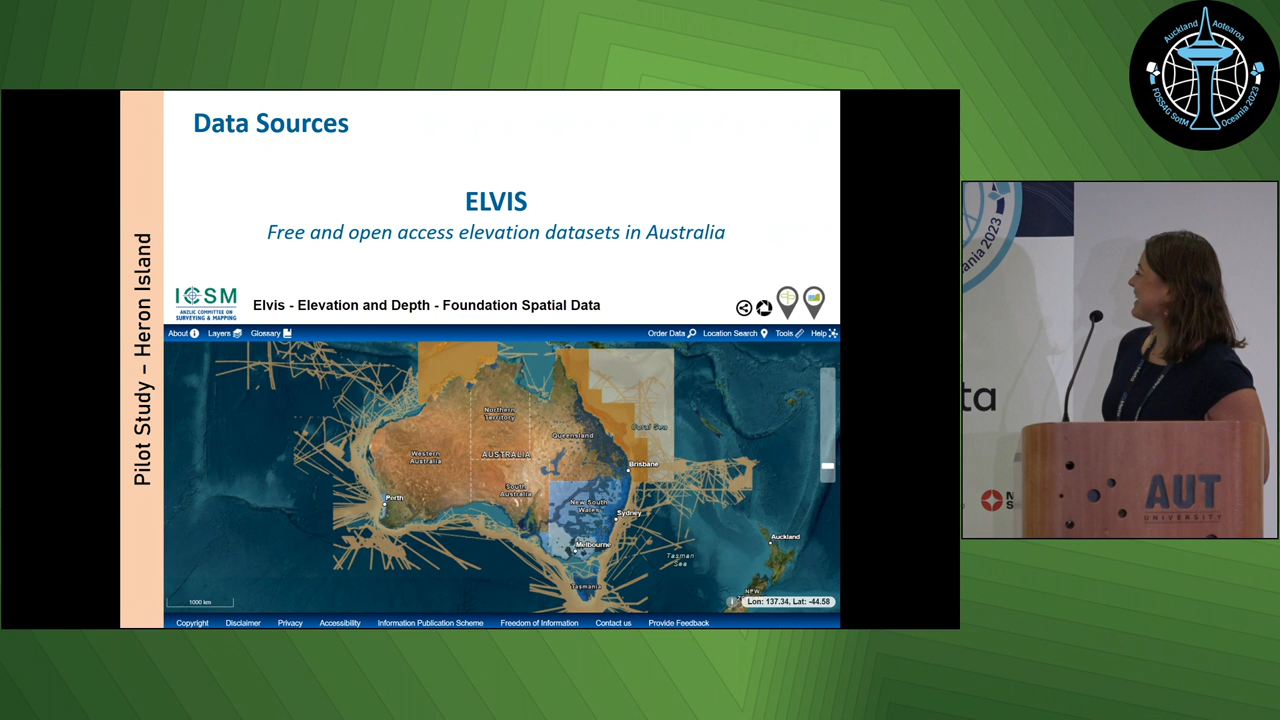 Data Sources
ELVIS
Free and open access elevation datasets in Australia
Pilot Study – Heron Island
ICSM
ANZLIC COMMITTEE ON
SURVEYING & MAPPING
Elvis - Elevation and Depth - Foundation Spatial Data
About
Layers
Glossary
Order Data
Location Search
Tools
Help
Northern
Territory
Queensland
Coral Sea
Western
Australia
AUSTRALIA
South
Australia
Brisbane
Perth
New South
Wales
Sydney
Melbourne
Auckland
Tasman
Sea
Tasmania
1000 km
Lon: 137.34, Lat: -44.58
Copyright
Disclaimer
Privacy
Accessibility
Information Publication Scheme
Freedom of Information
Contact us
Provide Feedback
Auckland Aotearoa
FOSS4G SotM Oceania 2023
ania 2023
ta
N
S
AUT
UNIVERSITY